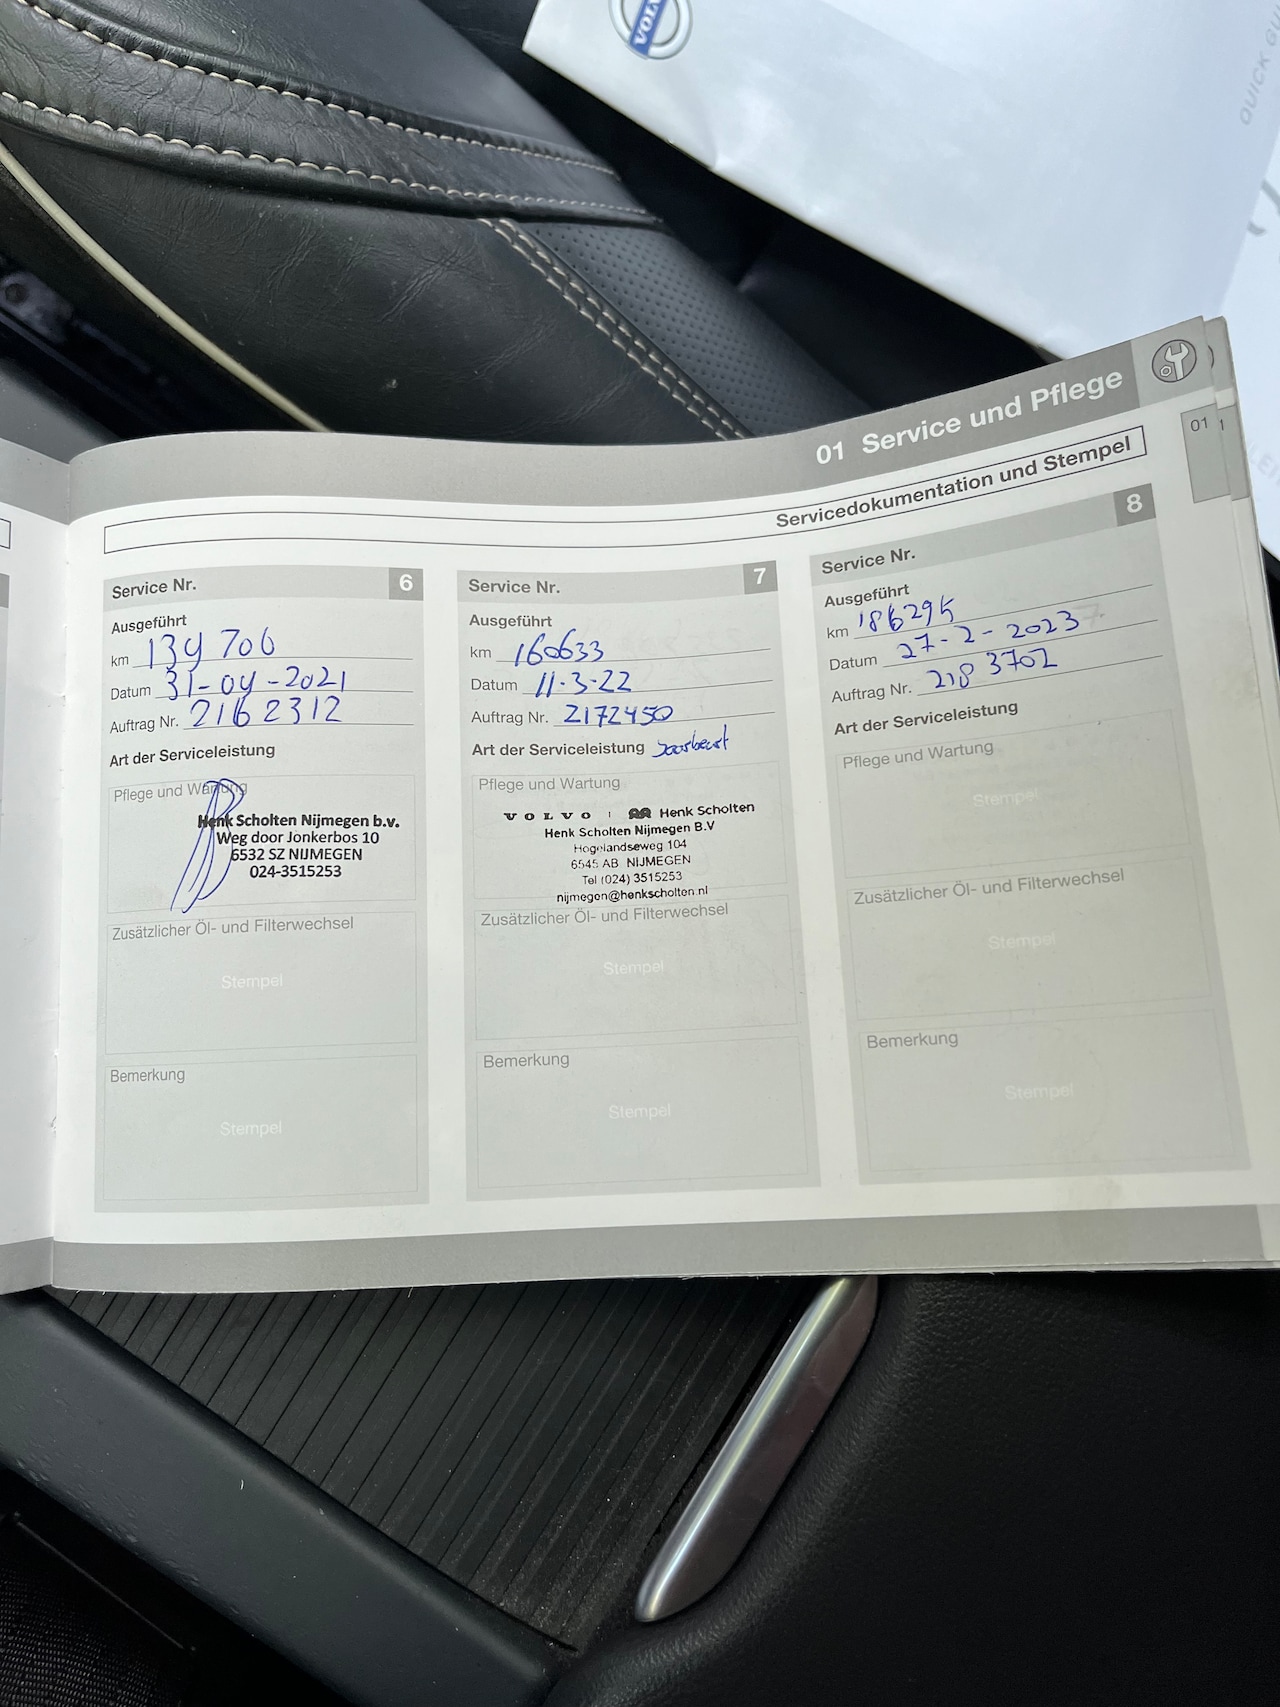 VOLV
QUICK GUI
01 Service und Pflege
Servicedokumentation und Stempel
01
1
Service Nr. 6
Ausgeführt
km 139 706
Datum 31-04-2021
Auftrag Nr. 2162312
Art der Serviceleistung
Pflege und Wartung
Henk Scholten Nijmegen b.v.
Weg door Jonkerbos 10
6532 SZ NIJMEGEN
024-3515253
Zusätzlicher Öl- und Filterwechsel
Stempel
Bemerkung
Stempel
Service Nr. 7
Ausgeführt
km 160633
Datum 11-3-22
Auftrag Nr. 2172450
Art der Serviceleistung
Pflege und Wartung
VOLVO Henk Scholten
Henk Scholten Nijmegen B.V
Hogelandseweg 104
6545 AB NIJMEGEN
Tel (024) 3515253
nijmegen@henkscholten.nl
Zusätzlicher Öl- und Filterwechsel
Stempel
Bemerkung
Stempel
Service Nr. 8
Ausgeführt
km 186295
Datum 27-2-2023
Auftrag Nr. 2183702
Art der Serviceleistung
Pflege und Wartung
Stempel
Zusätzlicher Öl- und Filterwechsel
Stempel
Bemerkung
Stempel